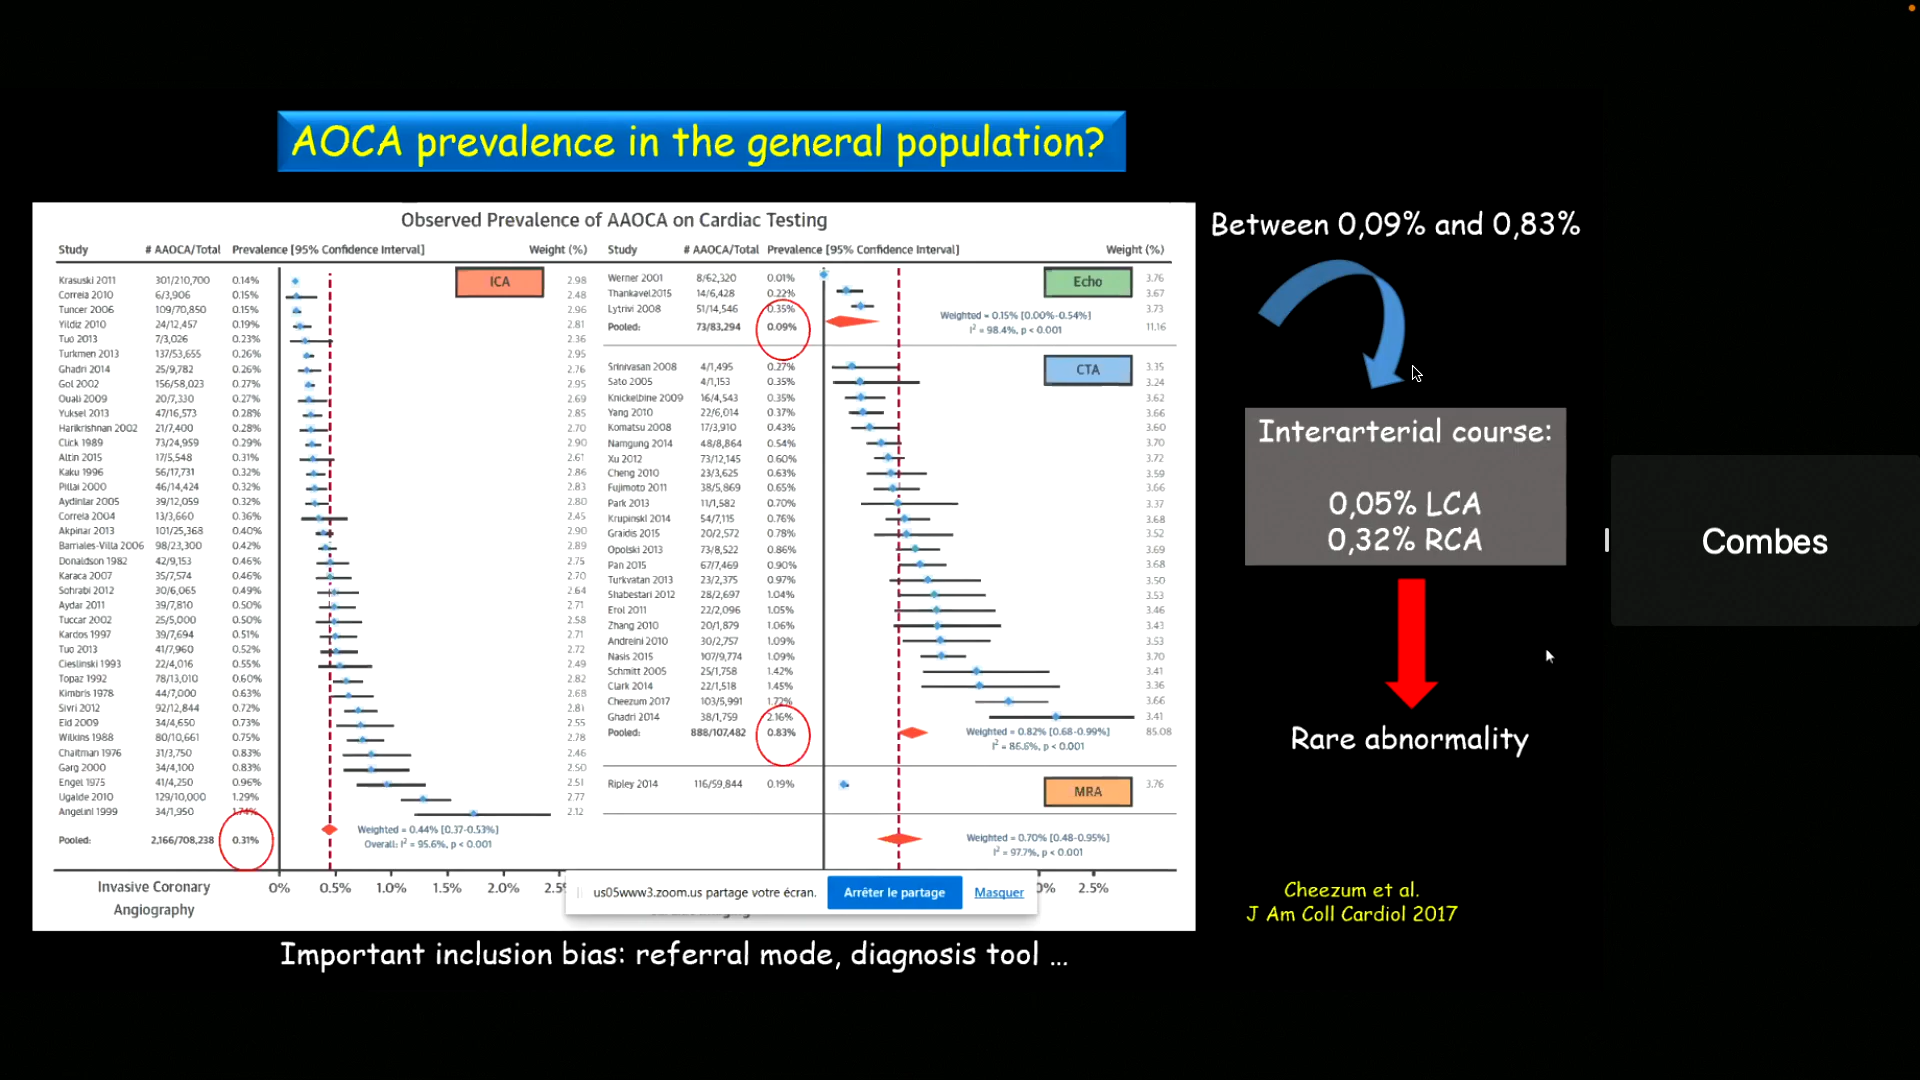 AOCA prevalence in the general population?
Observed Prevalence of AAOCA on Cardiac Testing
Study # AAOCA/Total Prevalence [95% Confidence Interval] Weight (%)
ICA
Krasuski 2011 301/210,700 0.14% 2.98
Correia 2010 6/3,906 0.15% 2.48
Tuncer 2006 109/70,850 0.15% 2.96
Yildiz 2010 24/12,457 0.19% 2.81
Tuo 2013 7/3,026 0.23% 2.36
Turkmen 2013 137/53,655 0.26% 2.95
Ghadri 2014 25/9,782 0.26% 2.76
Gol 2002 156/58,023 0.27% 2.95
Ouali 2009 20/7,330 0.27% 2.69
Yuksel 2013 47/16,573 0.28% 2.85
Harikrishnan 2002 21/7,400 0.28% 2.70
Click 1989 73/24,959 0.29% 2.90
Altin 2015 17/5,548 0.31% 2.61
Kaku 1996 56/17,731 0.32% 2.86
Pillai 2000 46/14,424 0.32% 2.83
Aydinlar 2005 39/12,059 0.32% 2.80
Correia 2004 13/3,660 0.36% 2.45
Akpinar 2013 101/25,368 0.40% 2.90
Barriales-Villa 2006 98/23,300 0.42% 2.89
Donaldson 1982 42/9,153 0.46% 2.75
Karaca 2007 35/7,574 0.46% 2.70
Sohrabi 2012 30/6,065 0.49% 2.64
Aydar 2011 39/7,810 0.50% 2.71
Tuccar 2002 25/5,000 0.50% 2.58
Kardos 1997 39/7,694 0.51% 2.71
Tuo 2013 41/7,960 0.52% 2.72
Cieslinski 1993 22/4,016 0.55% 2.49
Topaz 1992 78/13,010 0.60% 2.82
Kimbris 1978 44/7,000 0.63% 2.68
Sivri 2012 92/12,844 0.72% 2.81
Eid 2009 34/4,650 0.73% 2.55
Wilkins 1988 80/10,661 0.75% 2.78
Chaitman 1976 31/3,750 0.83% 2.46
Garg 2000 34/4,100 0.83% 2.50
Engel 1975 41/4,250 0.96% 2.51
Ugalde 2010 129/10,000 1.29% 2.77
Angelini 1999 34/1,950 1.74% 2.12
Pooled: 2,166/708,238 0.31%
Weighted = 0.44% [0.37-0.53%]
Overall: I² = 95.6%, p < 0.001
0% 0.5% 1.0% 1.5% 2.0% 2.5
Invasive Coronary
Angiography
Study # AAOCA/Total Prevalence [95% Confidence Interval] Weight (%)
Echo
Werner 2001 8/62,320 0.01% 3.76
Thankavel 2015 14/6,428 0.22% 3.67
Lytrivi 2008 51/14,546 0.35% 3.73
Pooled: 73/83,294 0.09% 11.16
Weighted = 0.15% [0.00%-0.54%]
I² = 98.4%, p < 0.001
CTA
Srinivasan 2008 4/1,495 0.27% 3.35
Sato 2005 4/1,153 0.35% 3.24
Knickelbine 2009 16/4,543 0.35% 3.62
Yang 2010 22/6,014 0.37% 3.66
Komatsu 2008 17/3,910 0.43% 3.60
Namgung 2014 48/8,864 0.54% 3.70
Xu 2012 73/12,145 0.60% 3.72
Cheng 2010 23/3,625 0.63% 3.59
Fujimoto 2011 38/5,869 0.65% 3.66
Park 2013 11/1,582 0.70% 3.37
Krupinski 2014 54/7,115 0.76% 3.68
Graidis 2015 20/2,572 0.78% 3.52
Opolski 2013 73/8,522 0.86% 3.69
Pan 2015 67/7,469 0.90% 3.68
Turkvatan 2013 23/2,375 0.97% 3.50
Shabestari 2012 28/2,697 1.04% 3.53
Erol 2011 22/2,096 1.05% 3.46
Zhang 2010 20/1,879 1.06% 3.43
Andreini 2010 30/2,757 1.09% 3.53
Nasis 2015 107/9,774 1.09% 3.70
Schmitt 2005 25/1,758 1.42% 3.41
Clark 2014 22/1,518 1.45% 3.36
Cheezum 2017 103/5,991 1.72% 3.66
Ghadri 2014 38/1,759 2.16% 3.41
Pooled: 888/107,482 0.83% 85.08
Weighted = 0.82% [0.68-0.99%]
I² = 86.6%, p < 0.001
Ripley 2014 116/59,844 0.19% 3.76
MRA
Weighted = 0.70% [0.48-0.95%]
I² = 97.7%, p < 0.001
0% 2.5%
us05www3.zoom.us partage votre écran. Arrêter le partage Masquer
Important inclusion bias: referral mode, diagnosis tool ...
Between 0,09% and 0,83%
Interarterial course:
0,05% LCA
0,32% RCA
Rare abnormality
Cheezum et al.
J Am Coll Cardiol 2017
Combes